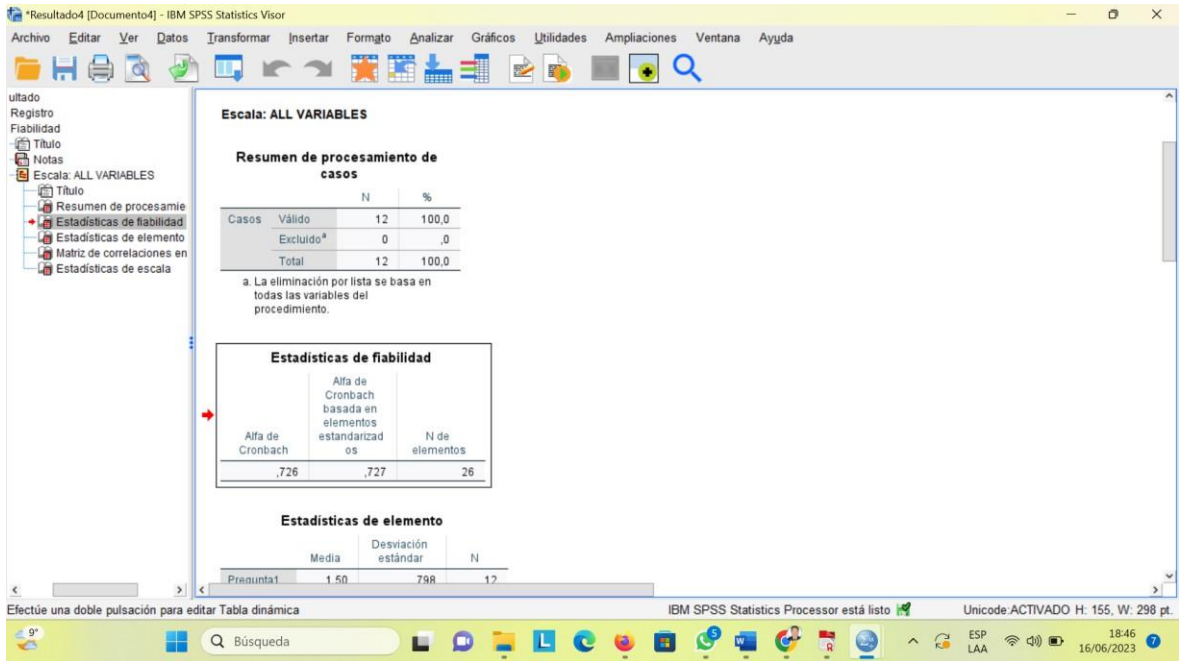 *Resultado4 [Documento4] - IBM SPSS Statistics Visor
Archivo Editar Ver Datos Transformar Insertar Formato Analizar Gráficos Utilidades Ampliaciones Ventana Ayuda
ultado
Registro
Fiabilidad
Título
Notas
Escala: ALL VARIABLES
Título
Resumen de procesamie
Estadísticas de fiabilidad
Estadísticas de elemento
Matriz de correlaciones en
Estadísticas de escala
Escala: ALL VARIABLES
Resumen de procesamiento de
casos
N %
Casos Válido 12 100,0
Excluido a 0 ,0
Total 12 100,0
a. La eliminación por lista se basa en
todas las variables del
procedimiento.
Estadísticas de fiabilidad
Alfa de
Cronbach
basada en
elementos
Alfa de estandarizad N de
Cronbach os elementos
,726 ,727 26
Estadísticas de elemento
Desviación
Media estándar N
Pregunta1 1,50 ,798 12
Efectúe una doble pulsación para editar Tabla dinámica
IBM SPSS Statistics Processor está listo
Unicode:ACTIVADO H: 155, W: 298 pt.
9°
Búsqueda
ESP
LAA
18:46
16/06/2023